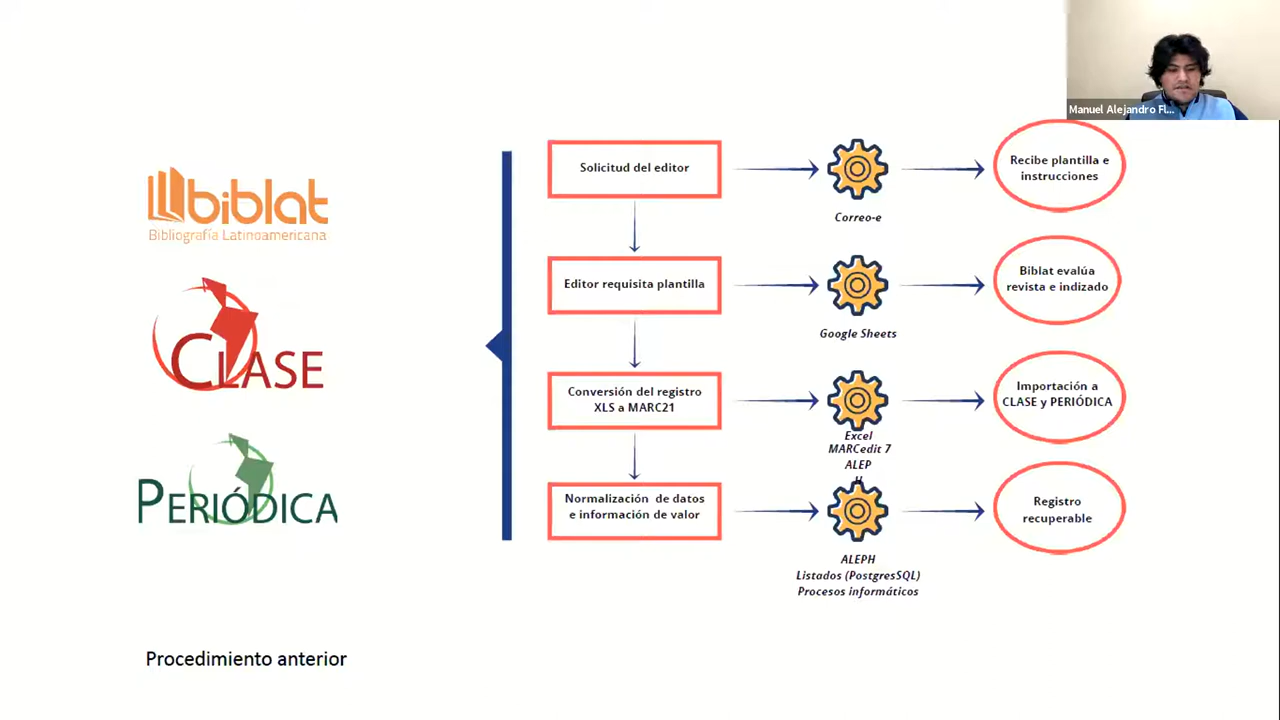 Manuel Alejandro Fl...
biblat
Bibliografía Latinoamericana
CLASE
PERIÓDICA
Solicitud del editor
Correo-e
Recibe plantilla e
instrucciones
Editor requisita plantilla
Google Sheets
Biblat evalúa
revista e indizado
Conversión del registro
XLS a MARC21
Excel
MARCedit 7
ALEP
H
Importación a
CLASE y PERIÓDICA
Normalización de datos
e información de valor
ALEPH
Listados (PostgresSQL)
Procesos informáticos
Registro
recuperable
Procedimiento anterior